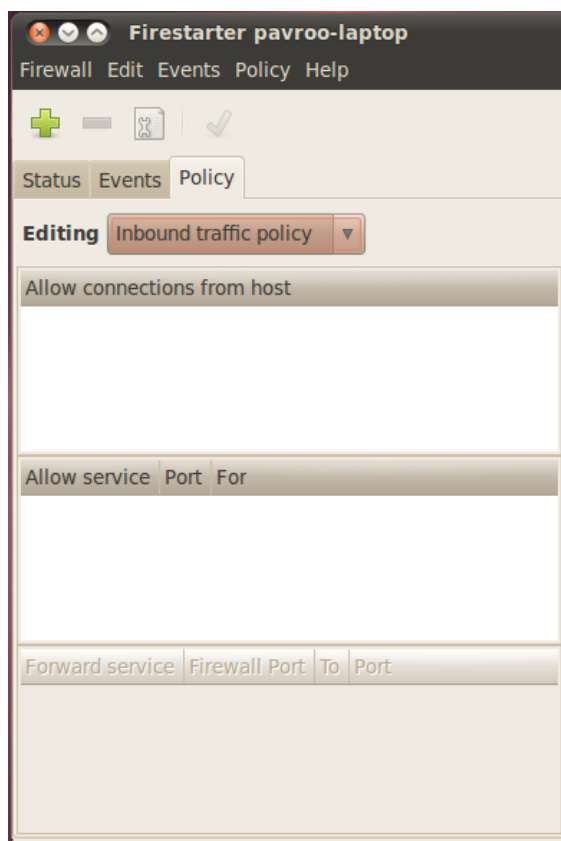 Firestarter pavroo-laptop
Firewall Edit Events Policy Help
Status Events Policy
Editing Inbound traffic policy
Allow connections from host
Allow service Port For
Forward service Firewall Port To Port